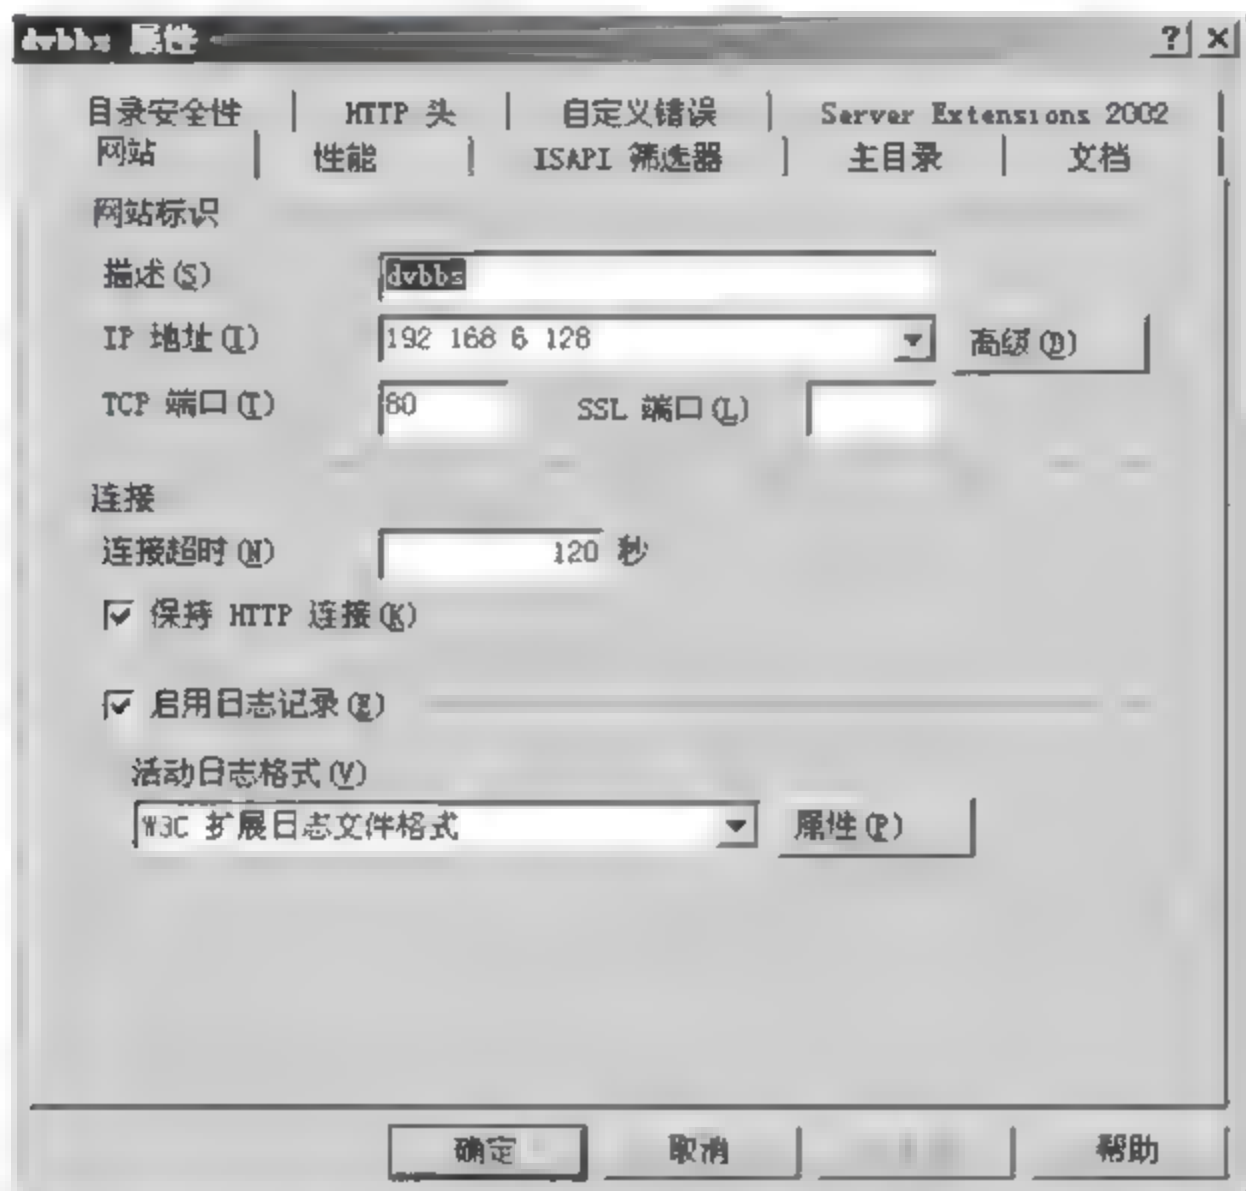 dvbbs 属性
目录安全性 HTTP 头 自定义错误 Server Extensions 2002
网站 性能 ISAPI 筛选器 主目录 文档
网站标识
描述(S) dvbbs
IP 地址(I) 192 168 6 128 高级(D)
TCP 端口(T) 80 SSL 端口(L)
连接
连接超时(N) 120 秒
保持 HTTP 连接(K)
启用日志记录(E)
活动日志格式(V)
W3C 扩展日志文件格式 属性(P)
确定 取消 帮助